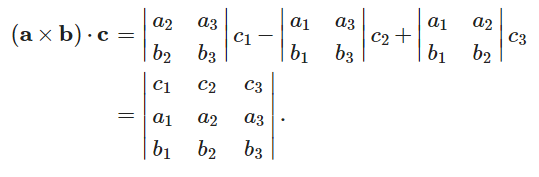 (a × b) · c = | a₂ a₃ ; b₂ b₃ | c₁ − | a₁ a₃ ; b₁ b₃ | c₂ + | a₁ a₂ ; b₁ b₂ | c₃
= | c₁ c₂ c₃ ; a₁ a₂ a₃ ; b₁ b₂ b₃ | .